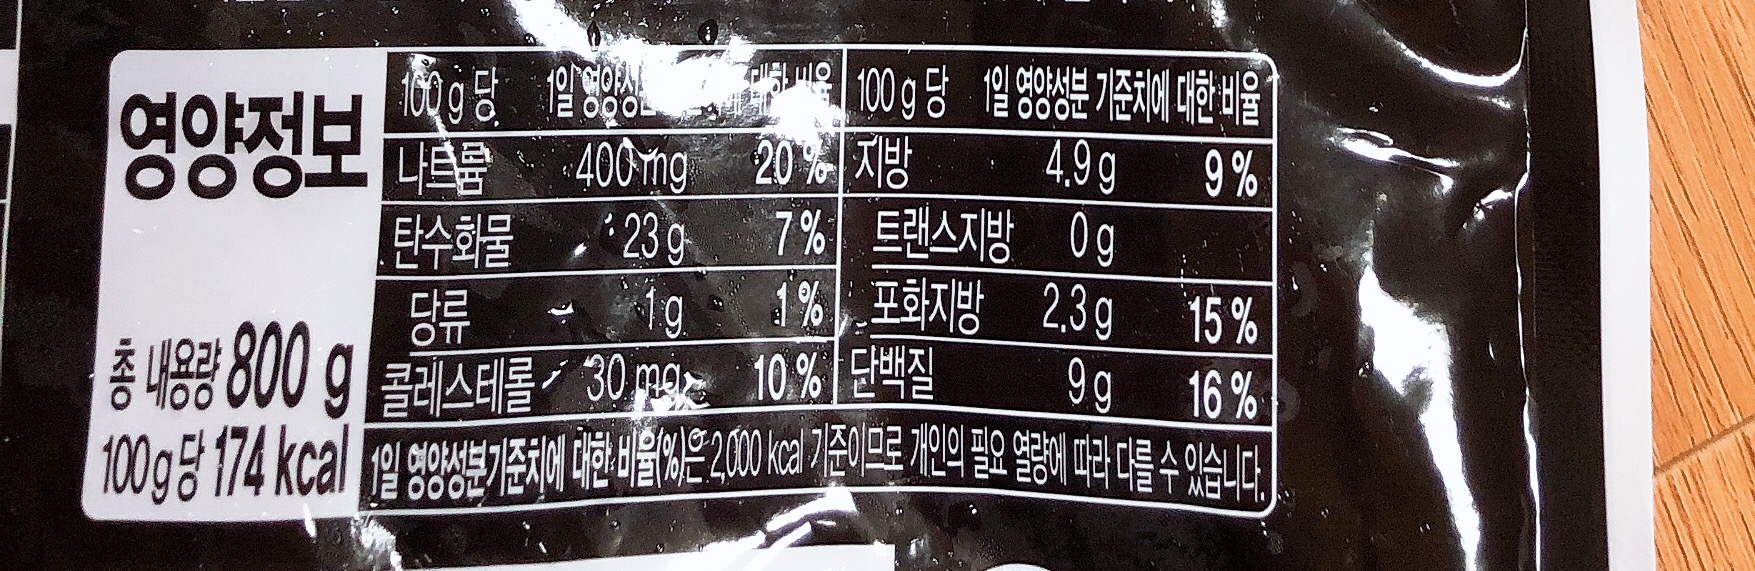 영양정보
총 내용량 800 g
100g당 174 kcal
100 g 당 1일 영양성 대한 비율
나트륨 400 mg 20 %
탄수화물 23 g 7 %
당류 1 g 1 %
콜레스테롤 30 mg 10 %
100 g 당 1일 영양성분 기준치에 대한 비율
지방 4.9 g 9 %
트랜스지방 0 g
포화지방 2.3 g 15 %
단백질 9 g 16 %
1일 영양성분기준치에 대한 비율(%)은 2,000 kcal 기준이므로 개인의 필요 열량에 따라 다를 수 있습니다.